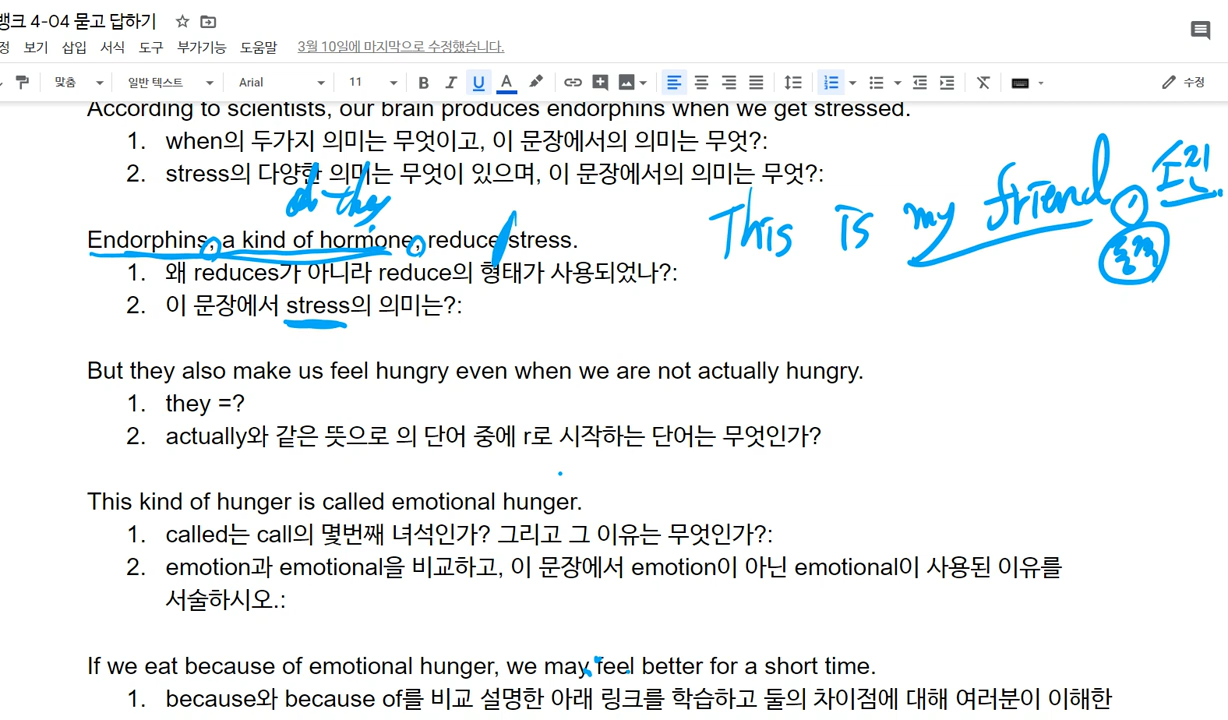 뱅크 4-04 묻고 답하기
정 보기 삽입 서식 도구 부가기능 도움말 3월 10일에 마지막으로 수정했습니다.
맞춤 일반 텍스트 Arial 11 B I U A 수정
According to scientists, our brain produces endorphins when we get stressed.
1. when의 두가지 의미는 무엇이고, 이 문장에서의 의미는 무엇?:
2. stress의 다양한 의미는 무엇이 있으며, 이 문장에서의 의미는 무엇?:
This is my friend, 소린.
동격
Endorphins, a kind of hormone, reduce stress.
1. 왜 reduces가 아니라 reduce의 형태가 사용되었나?:
2. 이 문장에서 stress의 의미는?:
But they also make us feel hungry even when we are not actually hungry.
1. they =?
2. actually와 같은 뜻으로 의 단어 중에 r로 시작하는 단어는 무엇인가?
This kind of hunger is called emotional hunger.
1. called는 call의 몇번째 녀석인가? 그리고 그 이유는 무엇인가?:
2. emotion과 emotional을 비교하고, 이 문장에서 emotion이 아닌 emotional이 사용된 이유를
서술하시오.:
If we eat because of emotional hunger, we may feel better for a short time.
1. because와 because of를 비교 설명한 아래 링크를 학습하고 둘의 차이점에 대해 여러분이 이해한